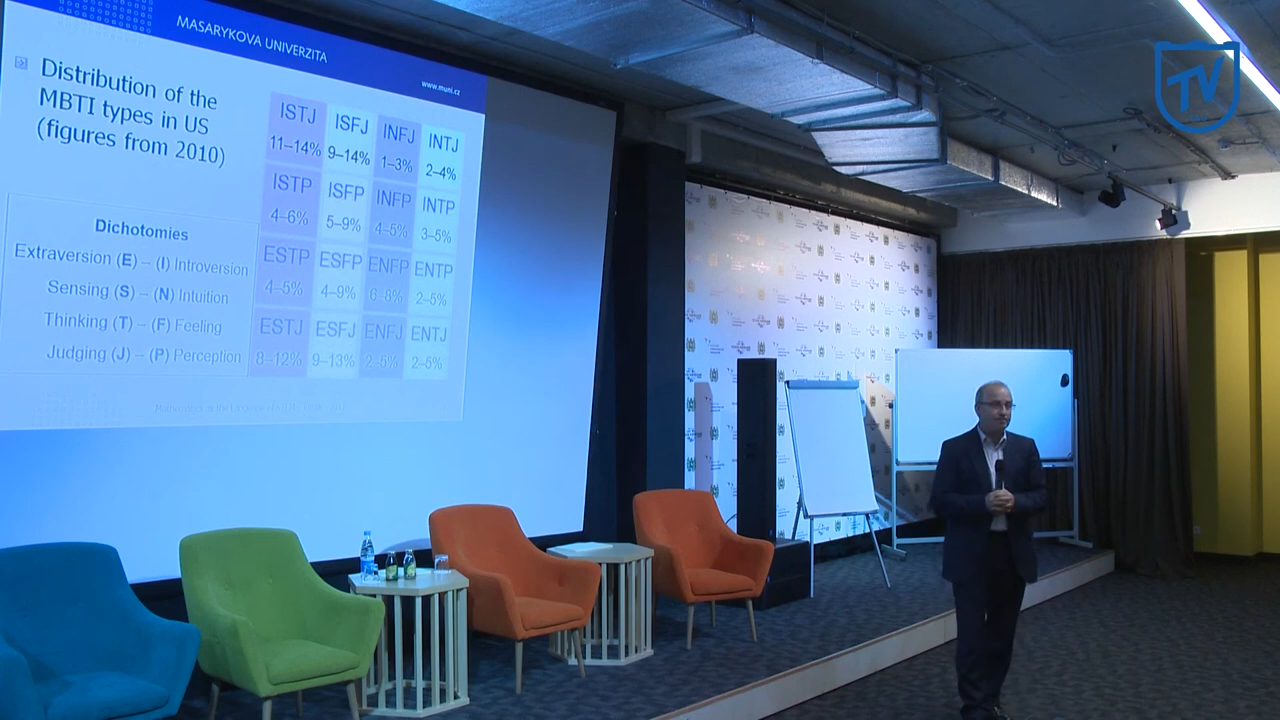 MASARYKOVA UNIVERZITA
www.muni.cz
Distribution of the
MBTI types in US
(figures from 2010)
ISTJ ISFJ INFJ INTJ
11–14% 9–14% 1–3% 2–4%
ISTP ISFP INFP INTP
4–6% 5–9% 4–5% 3–5%
ESTP ESFP ENFP ENTP
4–5% 4–9% 6–8% 2–5%
ESTJ ESFJ ENFJ ENTJ
8–12% 9–13% 2–5% 2–5%
Dichotomies
Extraversion (E) – (I) Introversion
Sensing (S) – (N) Intuition
Thinking (T) – (F) Feeling
Judging (J) – (P) Perception
TV